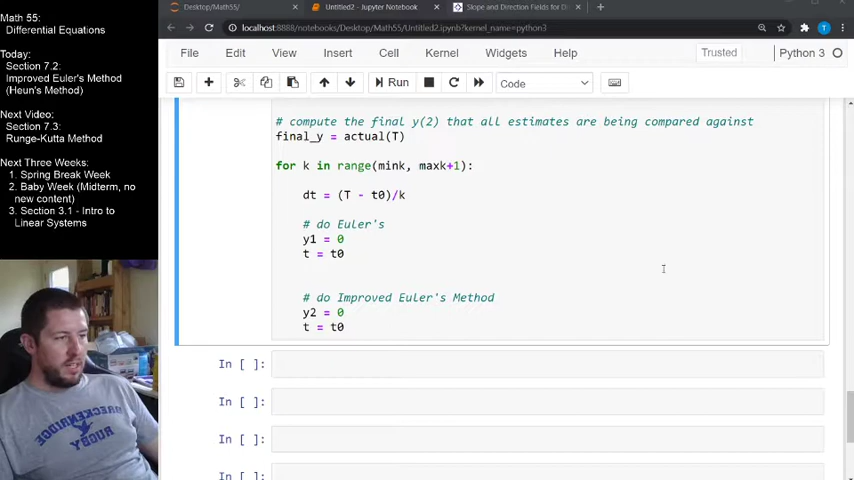 Math 55:
Differential Equations
Today:
Section 7.2:
Improved Euler's Method
(Heun's Method)
Next Video:
Section 7.3:
Runge-Kutta Method
Next Three Weeks:
1. Spring Break Week
2. Baby Week (Midterm, no
new content)
3. Section 3.1 - Intro to
Linear Systems
Desktop/Math55/
Untitled2 - Jupyter Notebook
Slope and Direction Fields for D
localhost:8888/notebooks/Desktop/Math55/Untitled2.ipynb?kernel_name=python3
File Edit View Insert Cell Kernel Widgets Help Trusted Python 3
Run Code
# compute the final y(2) that all estimates are being compared against
final_y = actual(T)
for k in range(mink, maxk+1):
dt = (T - t0)/k
# do Euler's
y1 = 0
t = t0
# do Improved Euler's Method
y2 = 0
t = t0
In [ ]:
In [ ]:
In [ ]:
In [ ]:
BRECKENRIDGE
RUGBY